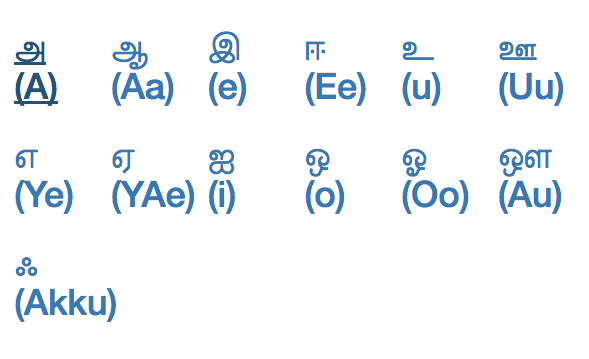 அ ஆ இ ஈ உ ஊ
(A) (Aa) (e) (Ee) (u) (Uu)
எ ஏ ஐ ஒ ஓ ஔ
(Ye) (YAe) (i) (o) (Oo) (Au)
ஃ
(Akku)